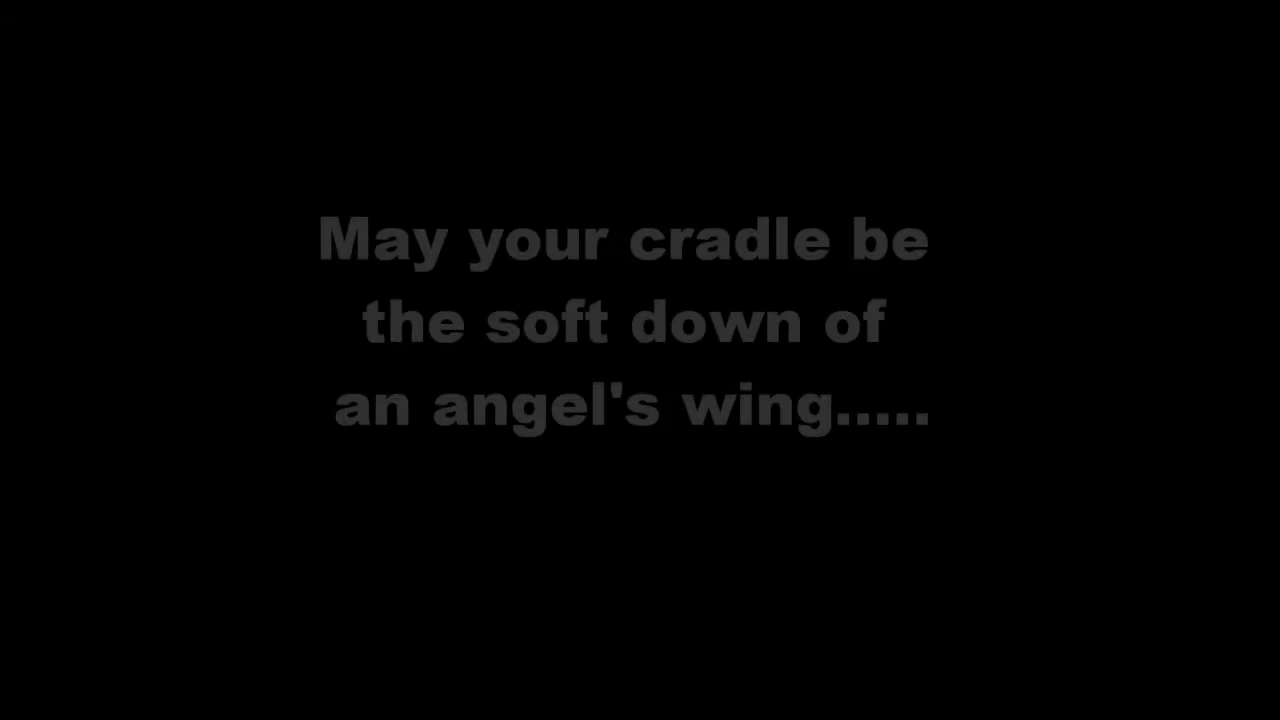 May your cradle be
the soft down of
an angel's wing.....